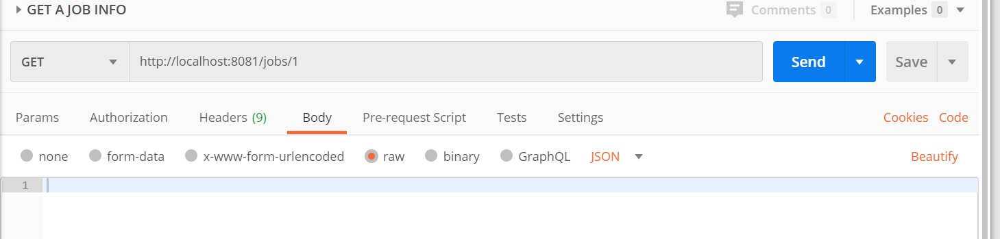 GET A JOB INFO Comments 0 Examples 0
GET http://localhost:8081/jobs/1 Send Save
Params Authorization Headers (9) Body Pre-request Script Tests Settings Cookies Code
none form-data x-www-form-urlencoded raw binary GraphQL JSON Beautify
1